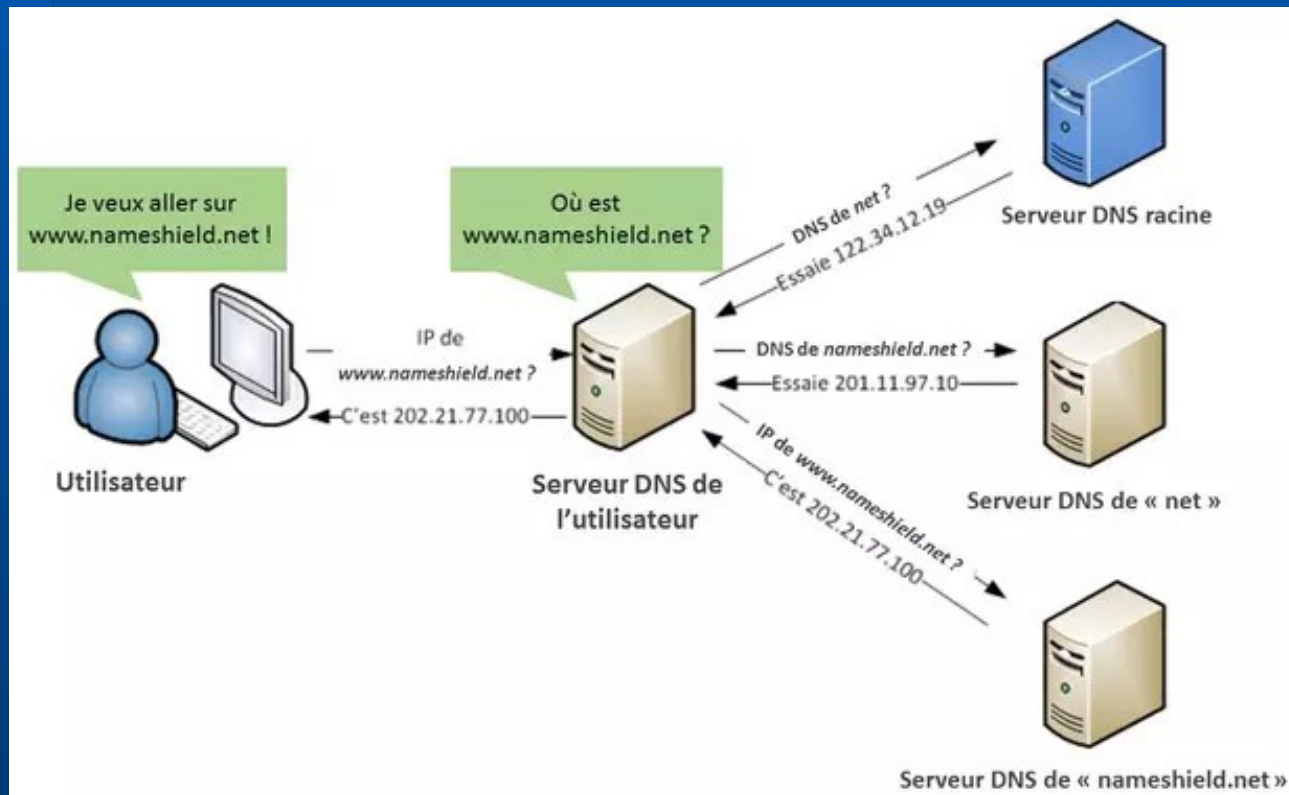 Je veux aller sur
www.nameshield.net !
Où est
www.nameshield.net ?
DNS de net ?
Essaie 122.34.12.19
Serveur DNS racine
IP de
www.nameshield.net ?
C'est 202.21.77.100
DNS de nameshield.net ?
Essaie 201.11.97.10
Utilisateur
Serveur DNS de
l'utilisateur
IP de www.nameshield.net ?
C'est 202.21.77.100
Serveur DNS de « net »
Serveur DNS de « nameshield.net »